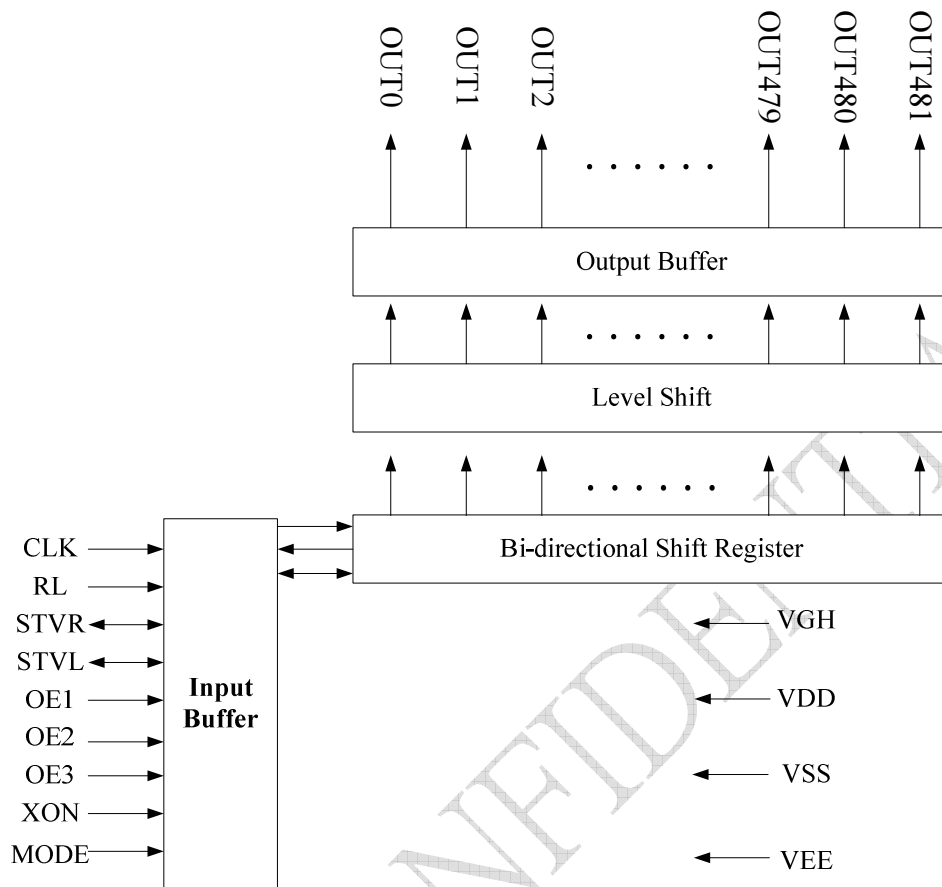 OUT0
OUT1
OUT2
OUT479
OUT480
OUT481
Output Buffer
Level Shift
Bi-directional Shift Register
CLK
RL
STVR
STVL
OE1
OE2
OE3
XON
MODE
Input
Buffer
VGH
VDD
VSS
VEE